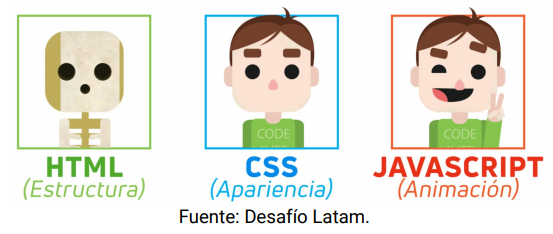 CODE
CODE
HTML
(Estructura)
CSS
(Apariencia)
JAVASCRIPT
(Animación)
Fuente: Desafío Latam.